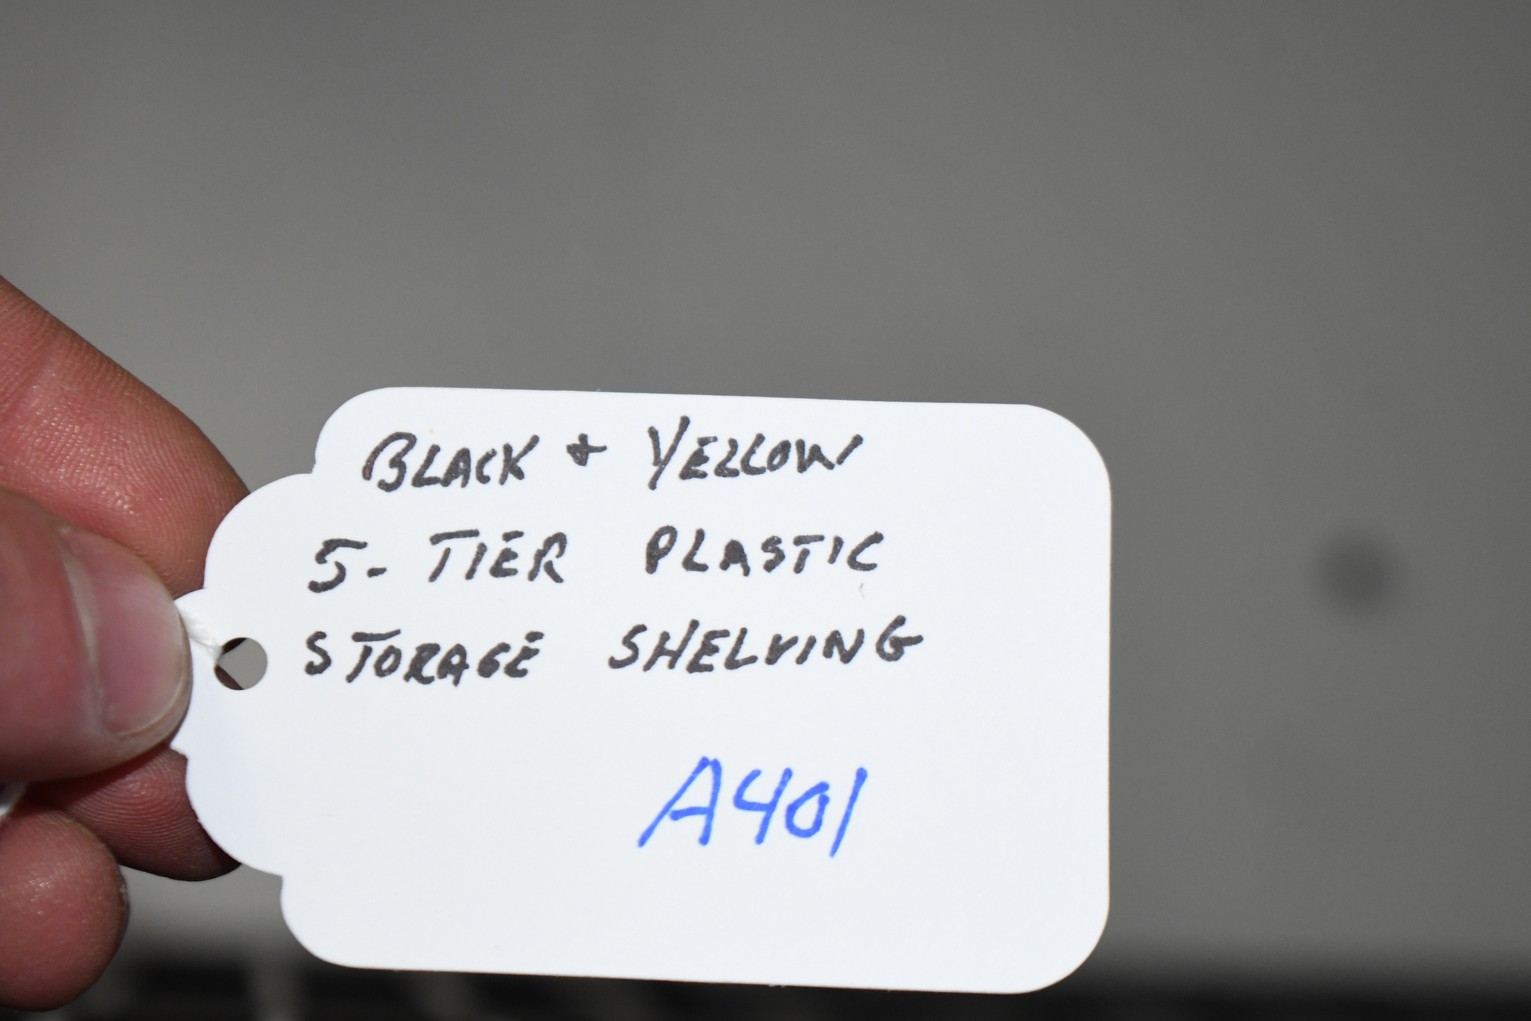 BLACK + YELLOW
5-TIER PLASTIC
STORAGE SHELVING
A401